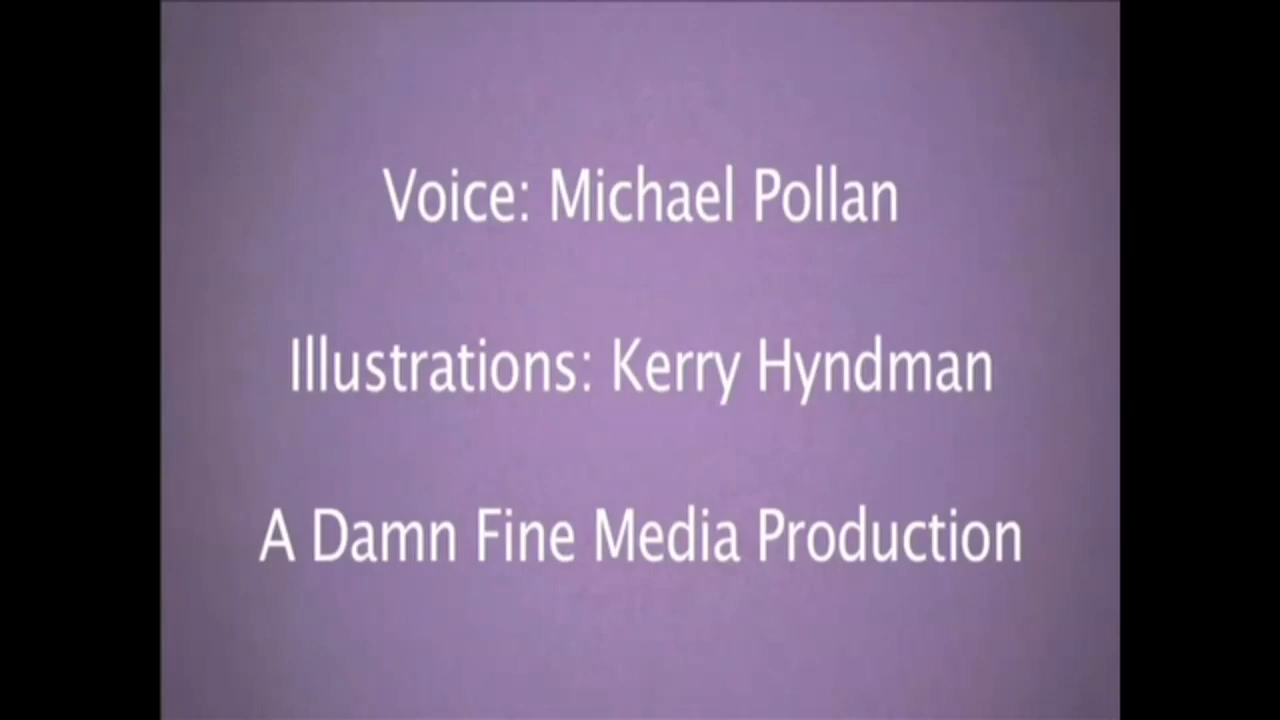 Voice: Michael Pollan
Illustrations: Kerry Hyndman
A Damn Fine Media Production